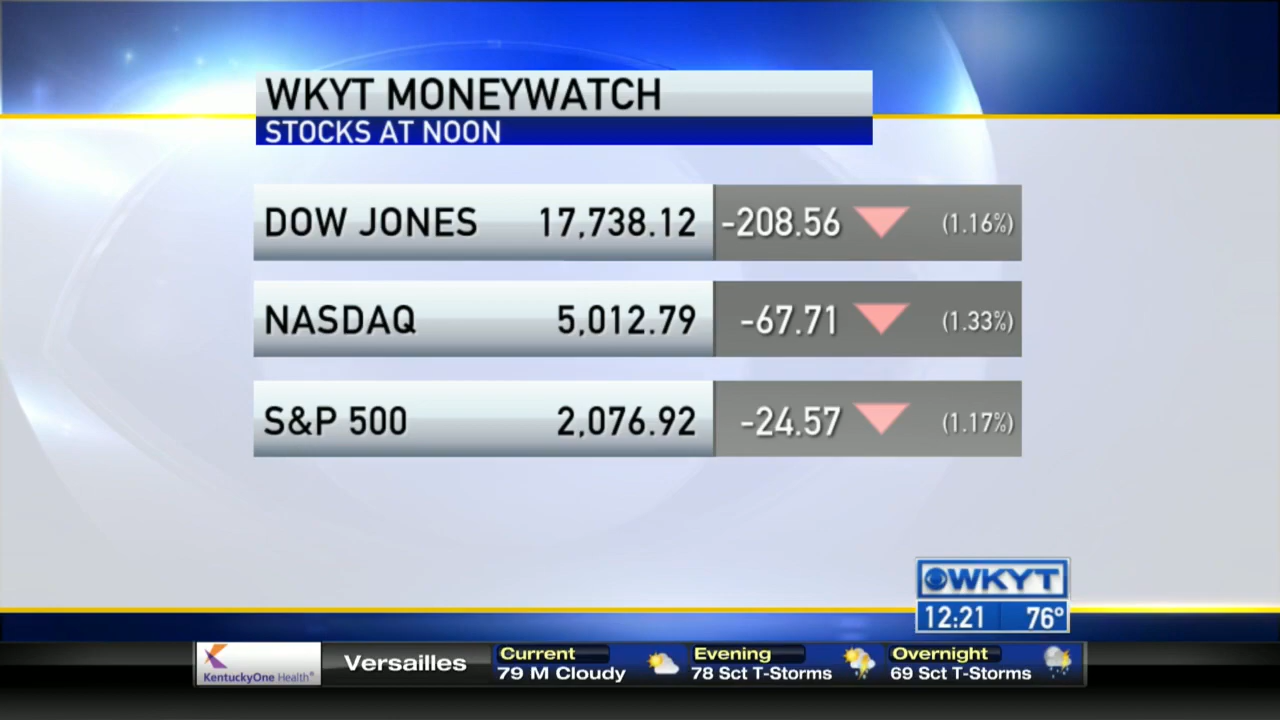 WKYT MONEYWATCH
STOCKS AT NOON
DOW JONES 17,738.12 -208.56 (1.16%)
NASDAQ 5,012.79 -67.71 (1.33%)
S&P 500 2,076.92 -24.57 (1.17%)
WKYT
12:21 76°
KentuckyOne Health®
Versailles
Current
79 M Cloudy
Evening
78 Sct T-Storms
Overnight
69 Sct T-Storms